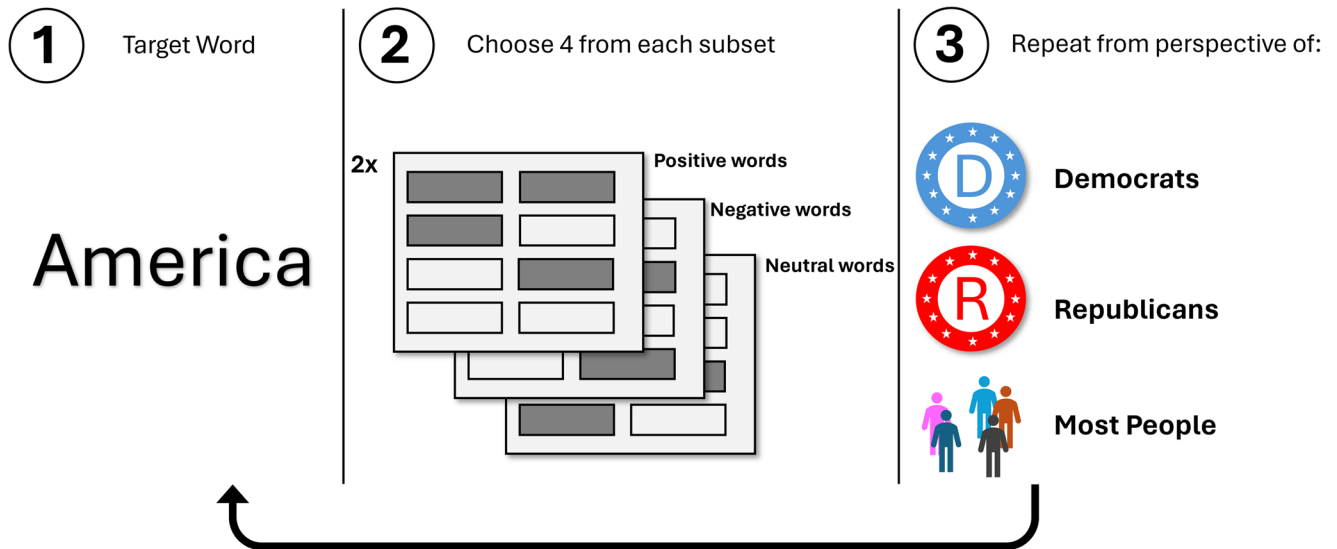 1 Target Word
2 Choose 4 from each subset
3 Repeat from perspective of:
America
2x
Positive words
Negative words
Neutral words
D Democrats
R Republicans
Most People